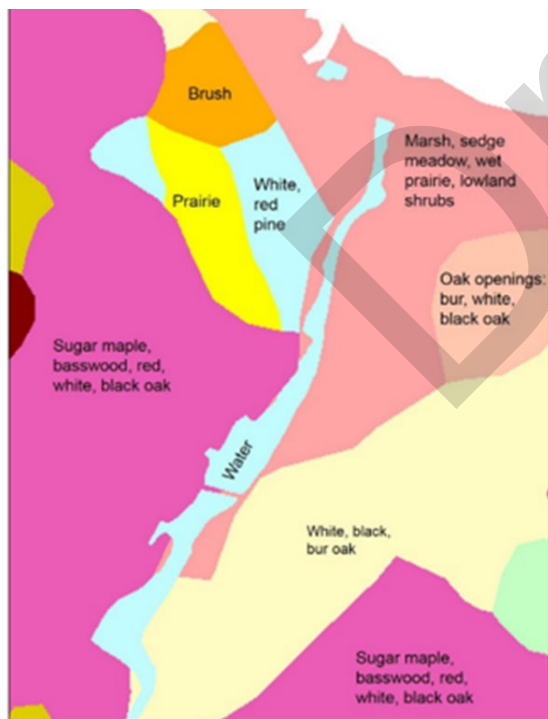 Brush
Prairie
White,
red
pine
Marsh, sedge
meadow, wet
prairie, lowland
shrubs
Oak openings:
bur, white,
black oak
Sugar maple,
basswood, red,
white, black oak
Water
White, black,
bur oak
Sugar maple,
basswood, red,
white, black oak